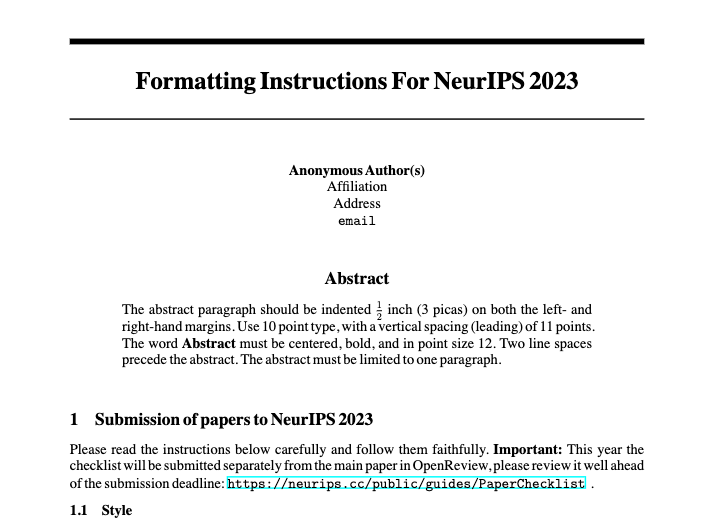 Formatting Instructions For NeurIPS 2023
Anonymous Author(s)
Affiliation
Address
email
Abstract
The abstract paragraph should be indented ½ inch (3 picas) on both the left- and
right-hand margins. Use 10 point type, with a vertical spacing (leading) of 11 points.
The word Abstract must be centered, bold, and in point size 12. Two line spaces
precede the abstract. The abstract must be limited to one paragraph.
1 Submission of papers to NeurIPS 2023
Please read the instructions below carefully and follow them faithfully. Important: This year the
checklist will be submitted separately from the main paper in OpenReview, please review it well ahead
of the submission deadline: https://neurips.cc/public/guides/PaperChecklist .
1.1 Style